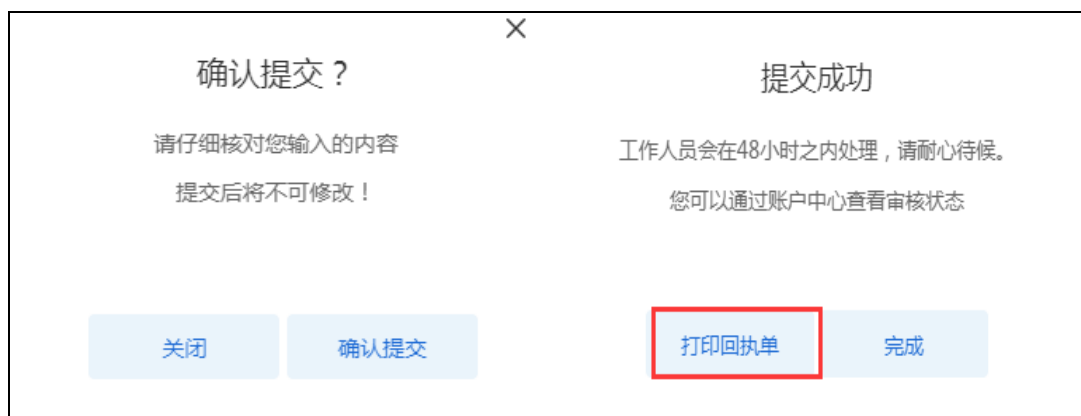 确认提交？
请仔细核对您输入的内容
提交后将不可修改！
关闭
确认提交
提交成功
工作人员会在48小时之内处理，请耐心待候。
您可以通过账户中心查看审核状态
打印回执单
完成